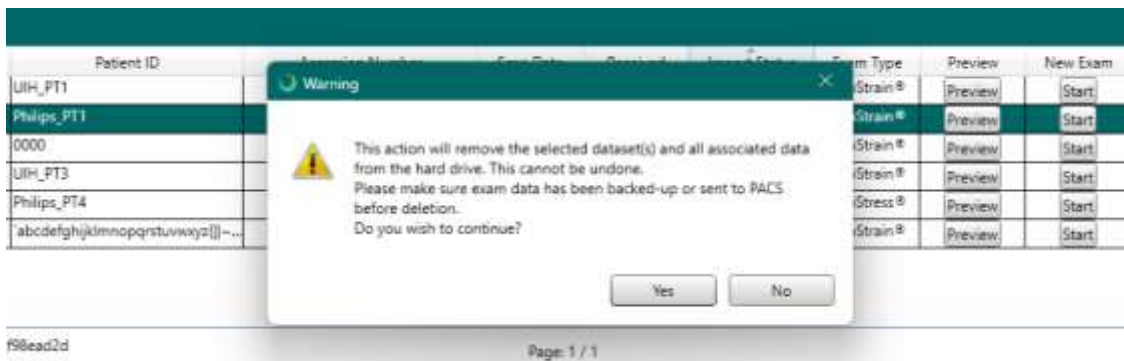 Patient ID Exam Type Preview New Exam
Warning
UIH_PT1 Strain® Preview Start
Philips_PT1 Strain® Preview Start
0000 Strain® Preview Start
UIH_PT3 Strain® Preview Start
Philips_PT4 Stress® Preview Start
`abcdefghijklmnopqrstuvwxyz{|}~... Strain® Preview Start
This action will remove the selected dataset(s) and all associated data
from the hard drive. This cannot be undone.
Please make sure exam data has been backed-up or sent to PACS
before deletion.
Do you wish to continue?
Yes No
f98ead2d Page: 1 / 1